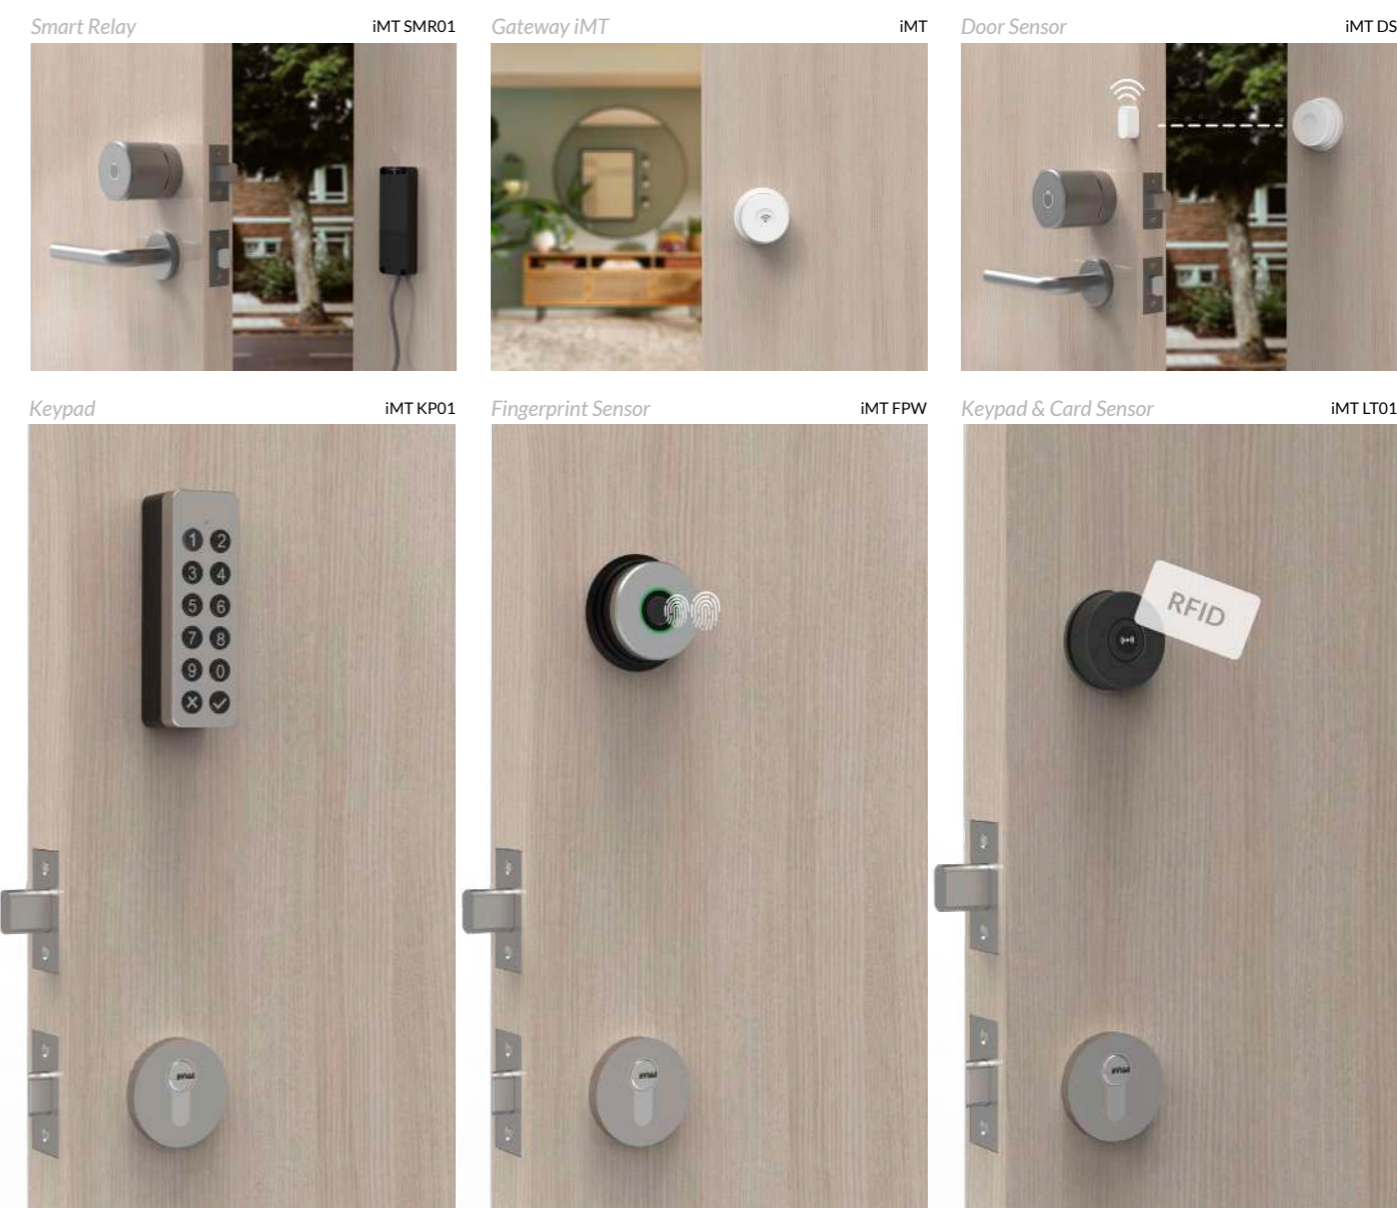 Smart Relay iMT SMR01
Gateway iMT iMT
Door Sensor iMT DS
Keypad iMT KP01
Fingerprint Sensor iMT FPW
Keypad & Card Sensor iMT LT01
1 2
3 4
5 6
7 8
9 0
RFID